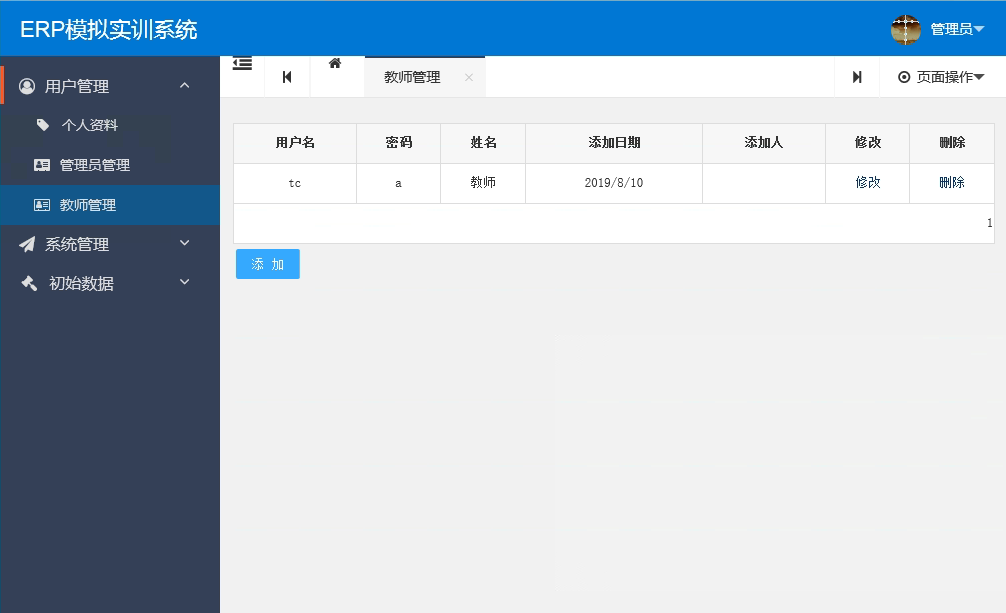 ERP模拟实训系统
管理员
用户管理
个人资料
管理员管理
教师管理
系统管理
初始数据
教师管理 ×
页面操作
用户名 密码 姓名 添加日期 添加人 修改 删除
tc a 教师 2019/8/10 修改 删除
1
添 加